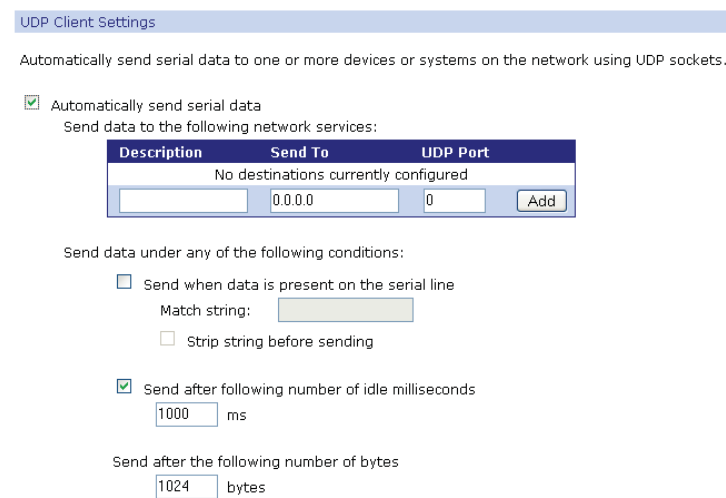 UDP Client Settings
Automatically send serial data to one or more devices or systems on the network using UDP sockets.
Automatically send serial data
Send data to the following network services:
Description Send To UDP Port
No destinations currently configured
0.0.0.0 0 Add
Send data under any of the following conditions:
Send when data is present on the serial line
Match string:
Strip string before sending
Send after following number of idle milliseconds
1000 ms
Send after the following number of bytes
1024 bytes